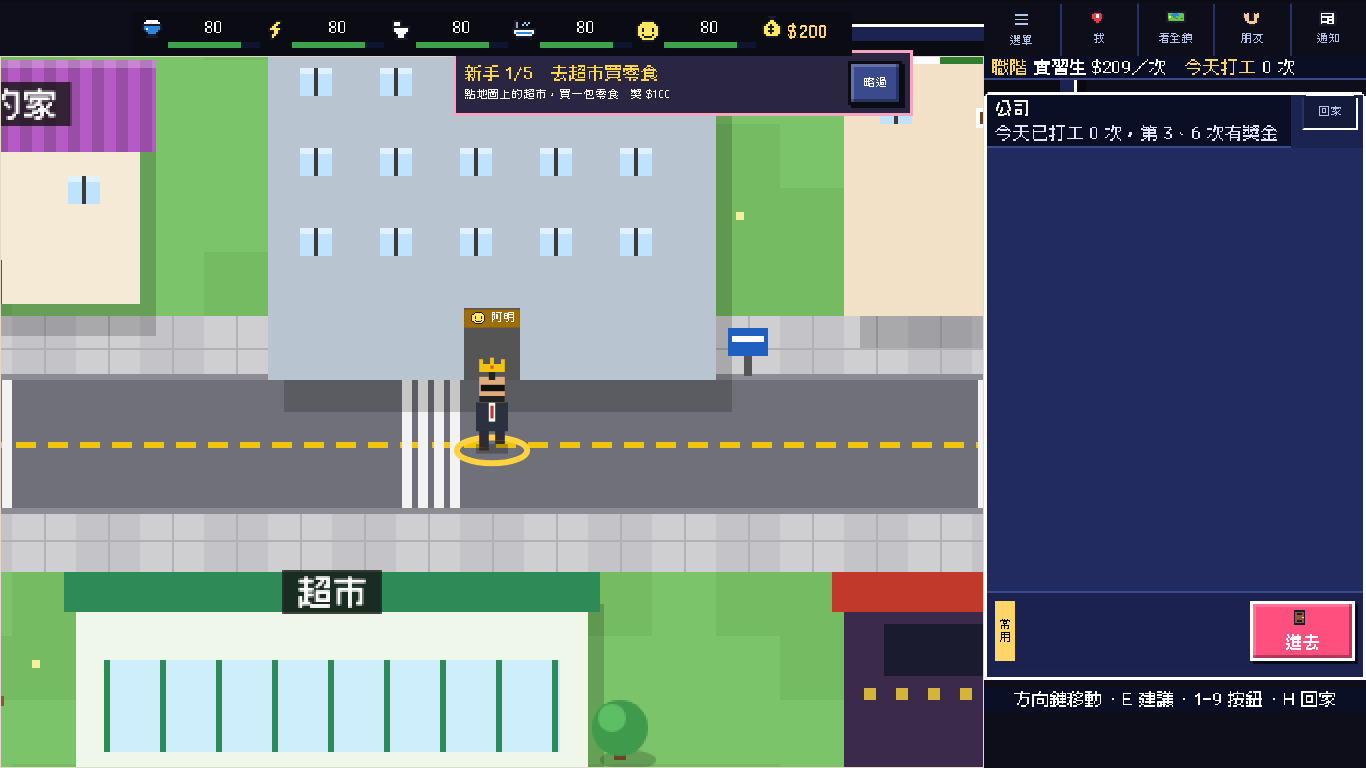 80
80
80
80
80
$200
選單
我
看全鎮
朋友
通知
職階 實習生 $209／次 今天打工 0 次
新手 1/5 去超市買零食
點地圖上的超市，買一包零食 獎 $100
略過
的家
公司
今天已打工 0 次，第 3、6 次有獎金
回家
阿明
超市
常用
進去
方向鍵移動 · E 建議 · 1-9 按鈕 · H 回家